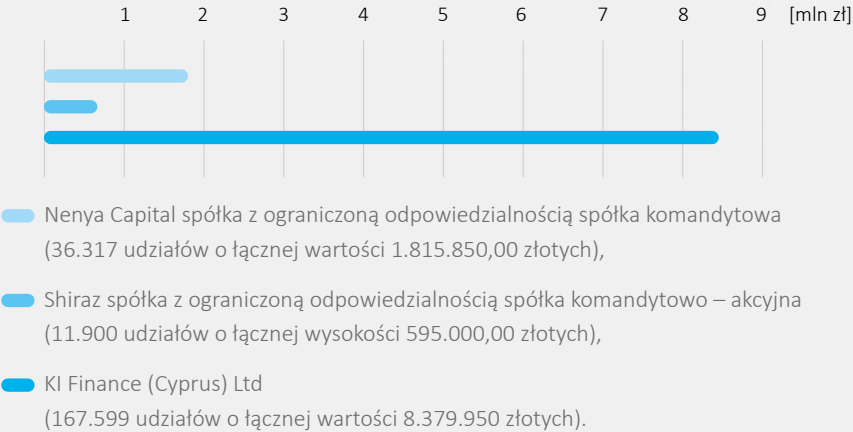 1 2 3 4 5 6 7 8 9 [mln zł]
Nenya Capital spółka z ograniczoną odpowiedzialnością spółka komandytowa
(36.317 udziałów o łącznej wartości 1.815.850,00 złotych),
Shiraz spółka z ograniczoną odpowiedzialnością spółka komandytowo – akcyjna
(11.900 udziałów o łącznej wysokości 595.000,00 złotych),
KI Finance (Cyprus) Ltd
(167.599 udziałów o łącznej wartości 8.379.950 złotych).